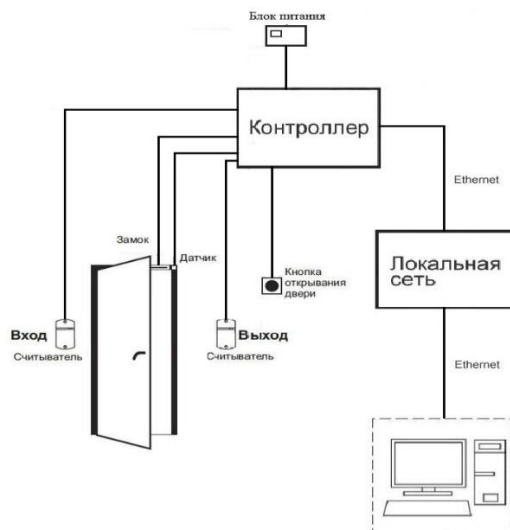 Блок питания
Контроллер
Ethernet
Замок
Датчик
Кнопка
открывания
двери
Локальная
сеть
Вход
Считыватель
Выход
Считыватель
Ethernet